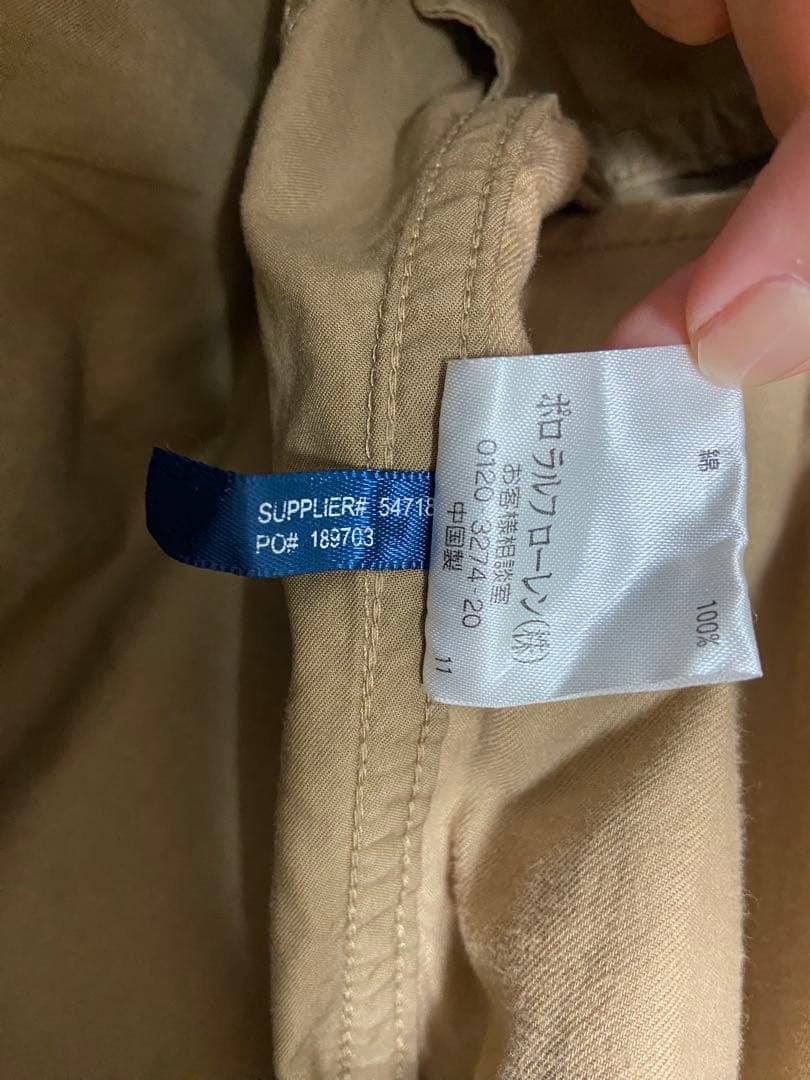 SUPPLIER# 54718
PO# 189703
綿 100%
ポロ ラルフ ローレン(株)
お客様相談室
0120-3274-20
中国製 11